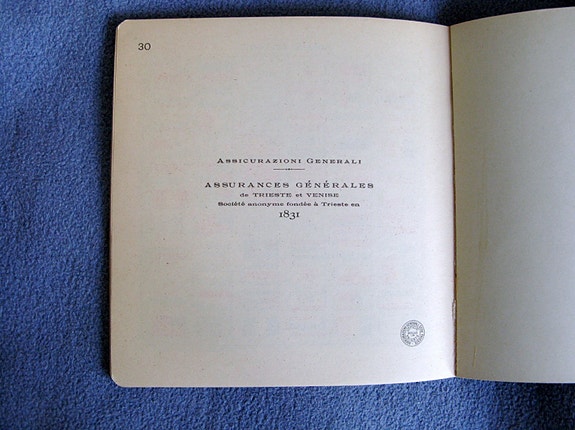 30
Assicurazioni Generali
ASSURANCES GÉNÉRALES
de TRIESTE et VENISE
Société anonyme fondée à Trieste en
1831